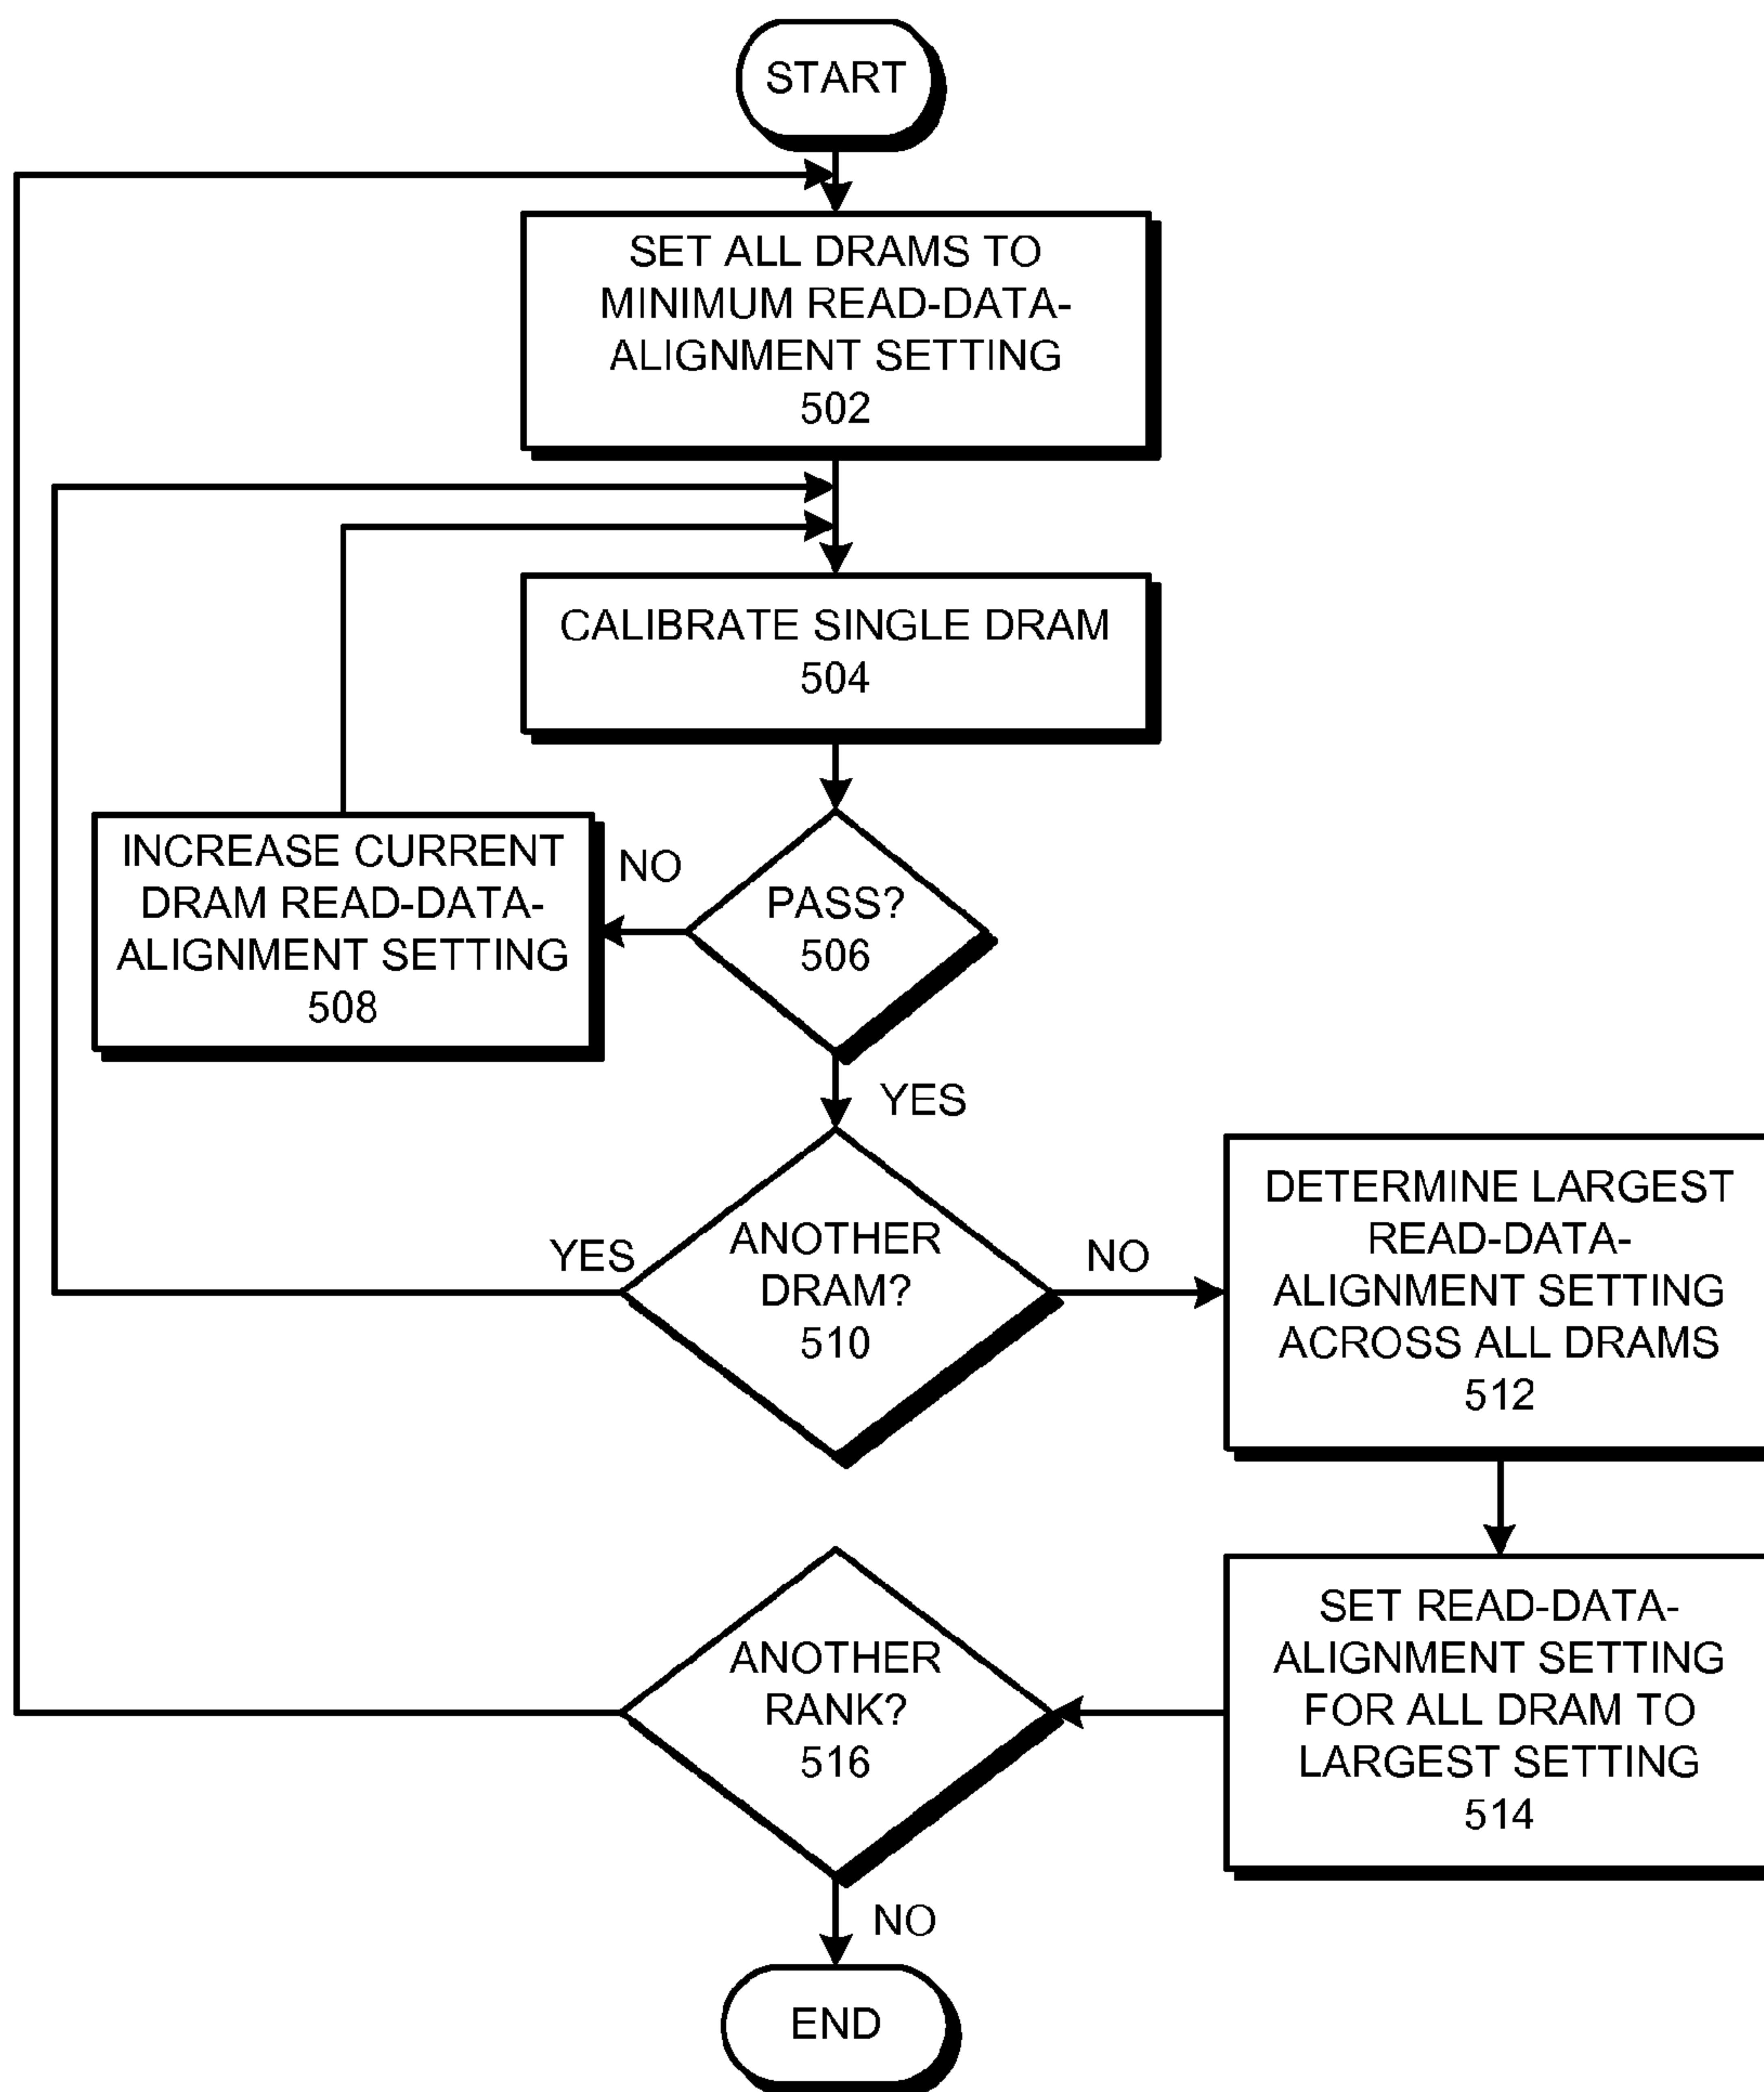 START
SET ALL DRAMS TO
MINIMUM READ-DATA-
ALIGNMENT SETTING
502
CALIBRATE SINGLE DRAM
504
INCREASE CURRENT
DRAM READ-DATA-
ALIGNMENT SETTING
508
NO
PASS?
506
YES
YES
ANOTHER
DRAM?
510
NO
DETERMINE LARGEST
READ-DATA-
ALIGNMENT SETTING
ACROSS ALL DRAMS
512
SET READ-DATA-
ALIGNMENT SETTING
FOR ALL DRAM TO
LARGEST SETTING
514
ANOTHER
RANK?
516
NO
END